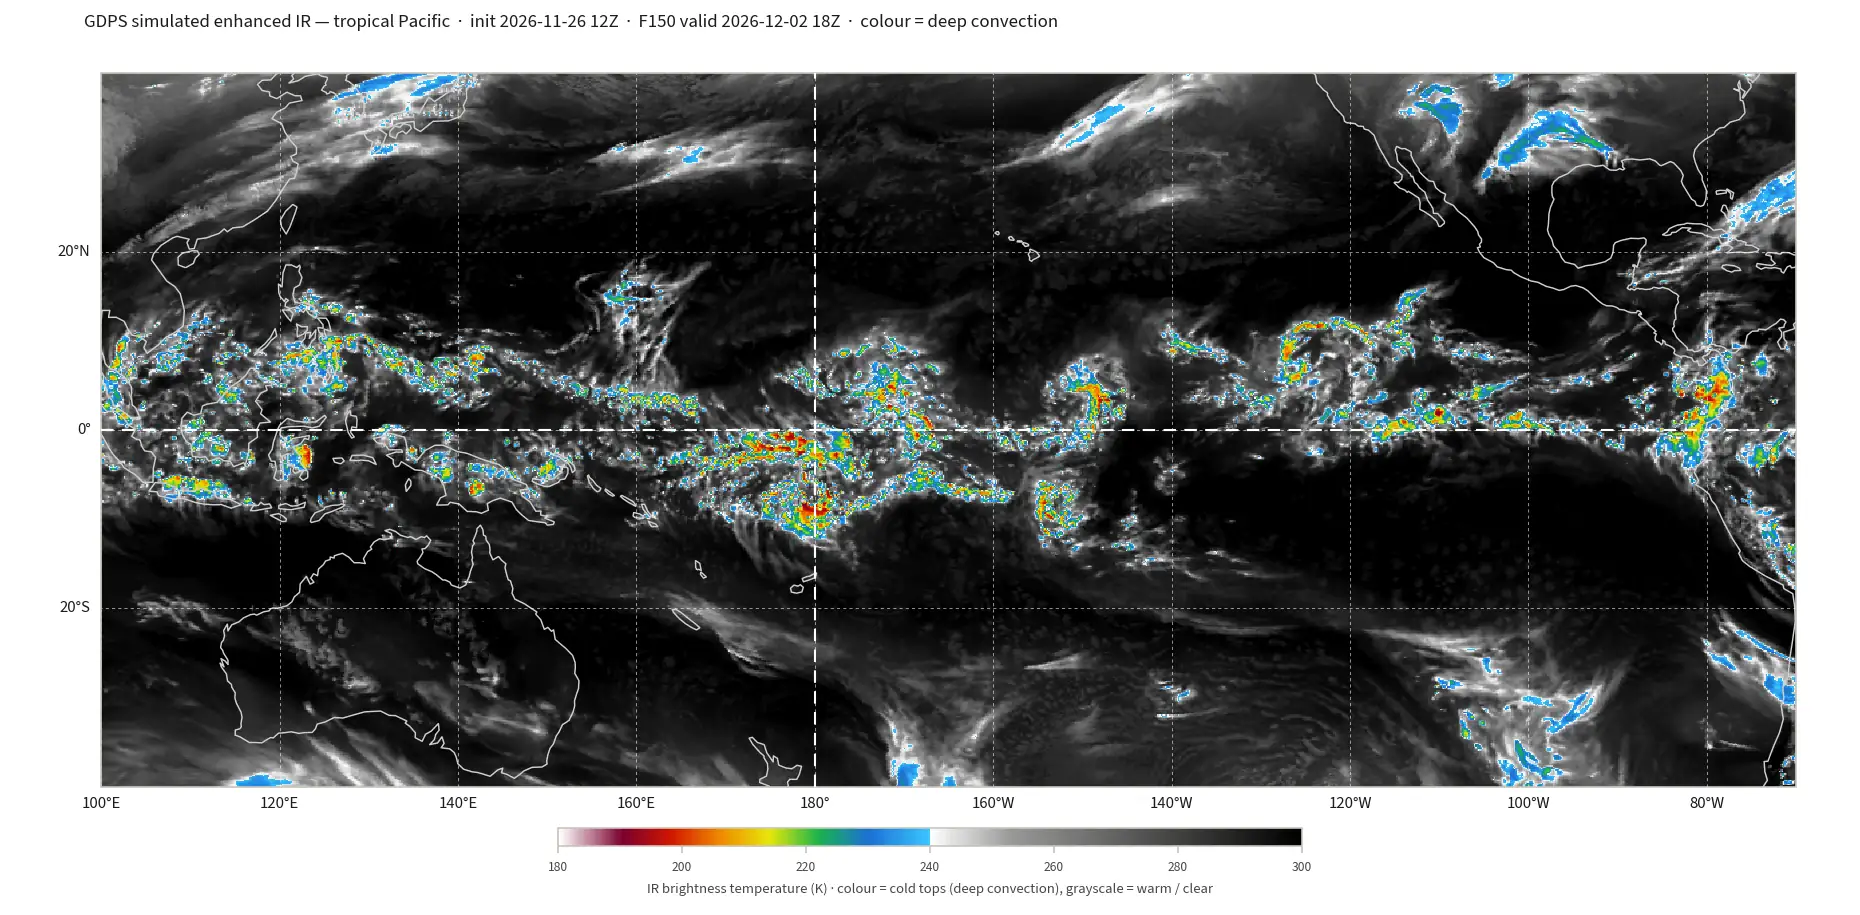 GDPS simulated enhanced IR — tropical Pacific · init 2026-11-26 12Z · F150 valid 2026-12-02 18Z · colour = deep convection
20°N
0°
20°S
100°E 120°E 140°E 160°E 180° 160°W 140°W 120°W 100°W 80°W
180 200 220 240 260 280 300
IR brightness temperature (K) · colour = cold tops (deep convection), grayscale = warm / clear